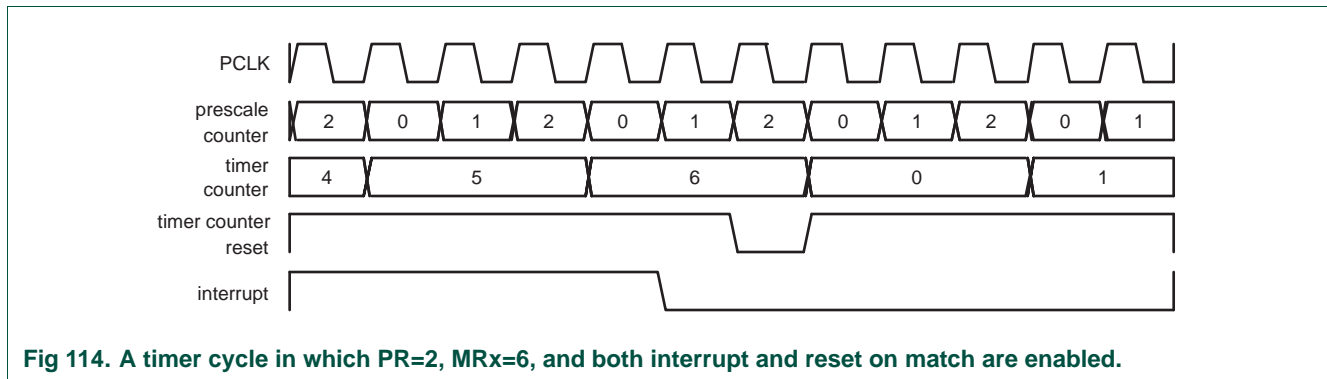 PCLK
prescale
counter
2 0 1 2 0 1 2 0 1 2 0 1
timer
counter
4 5 6 0 1
timer counter
reset
interrupt
Fig 114. A timer cycle in which PR=2, MRx=6, and both interrupt and reset on match are enabled.